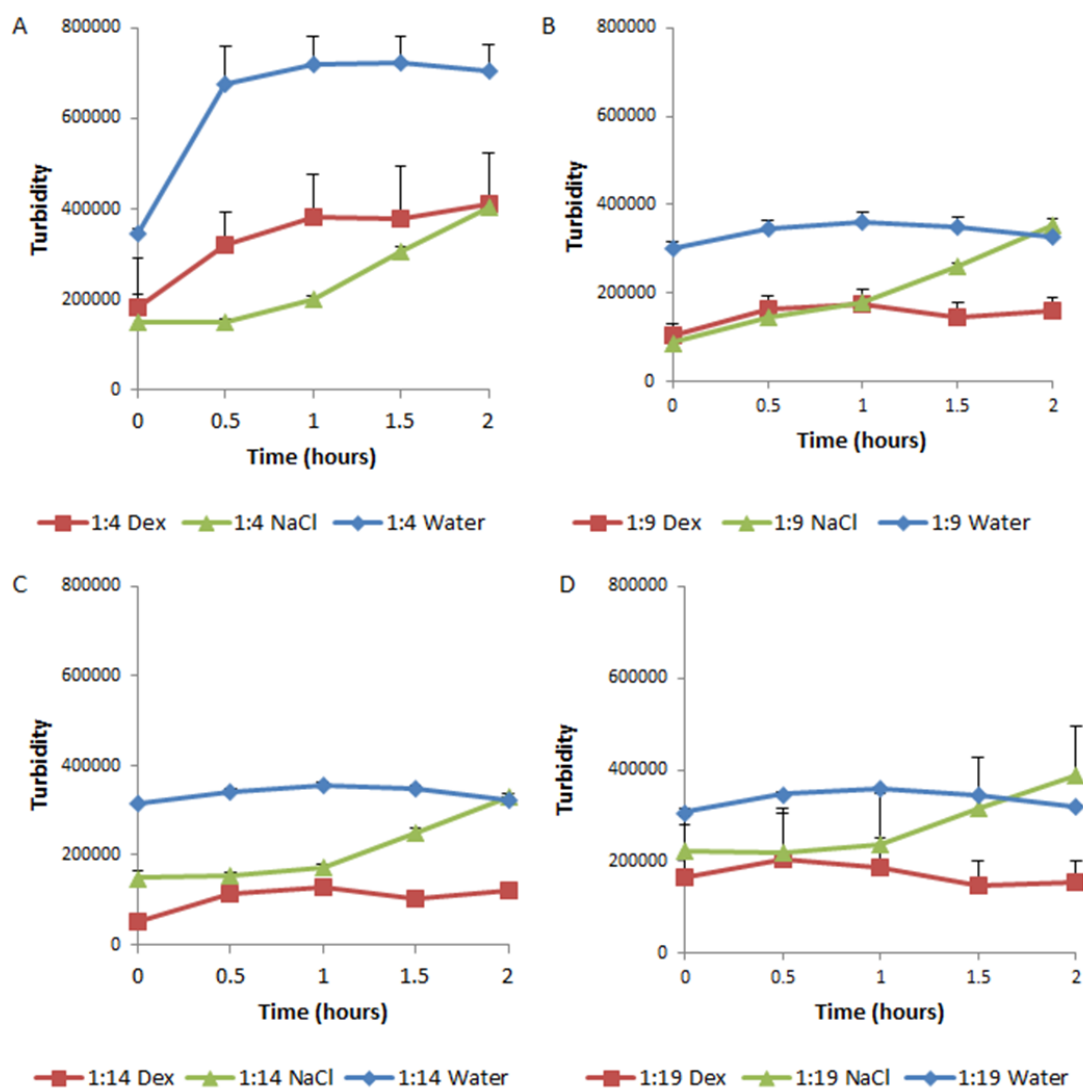 A
800000
600000
400000
200000
0
Turbidity
0 0.5 1 1.5 2
Time (hours)
1:4 Dex 1:4 NaCl 1:4 Water
B
800000
600000
400000
200000
0
Turbidity
0 0.5 1 1.5 2
Time (hours)
1:9 Dex 1:9 NaCl 1:9 Water
C
800000
600000
400000
200000
0
Turbidity
0 0.5 1 1.5 2
Time (hours)
1:14 Dex 1:14 NaCl 1:14 Water
D
800000
600000
400000
200000
0
Turbidity
0 0.5 1 1.5 2
Time (hours)
1:19 Dex 1:19 NaCl 1:19 Water